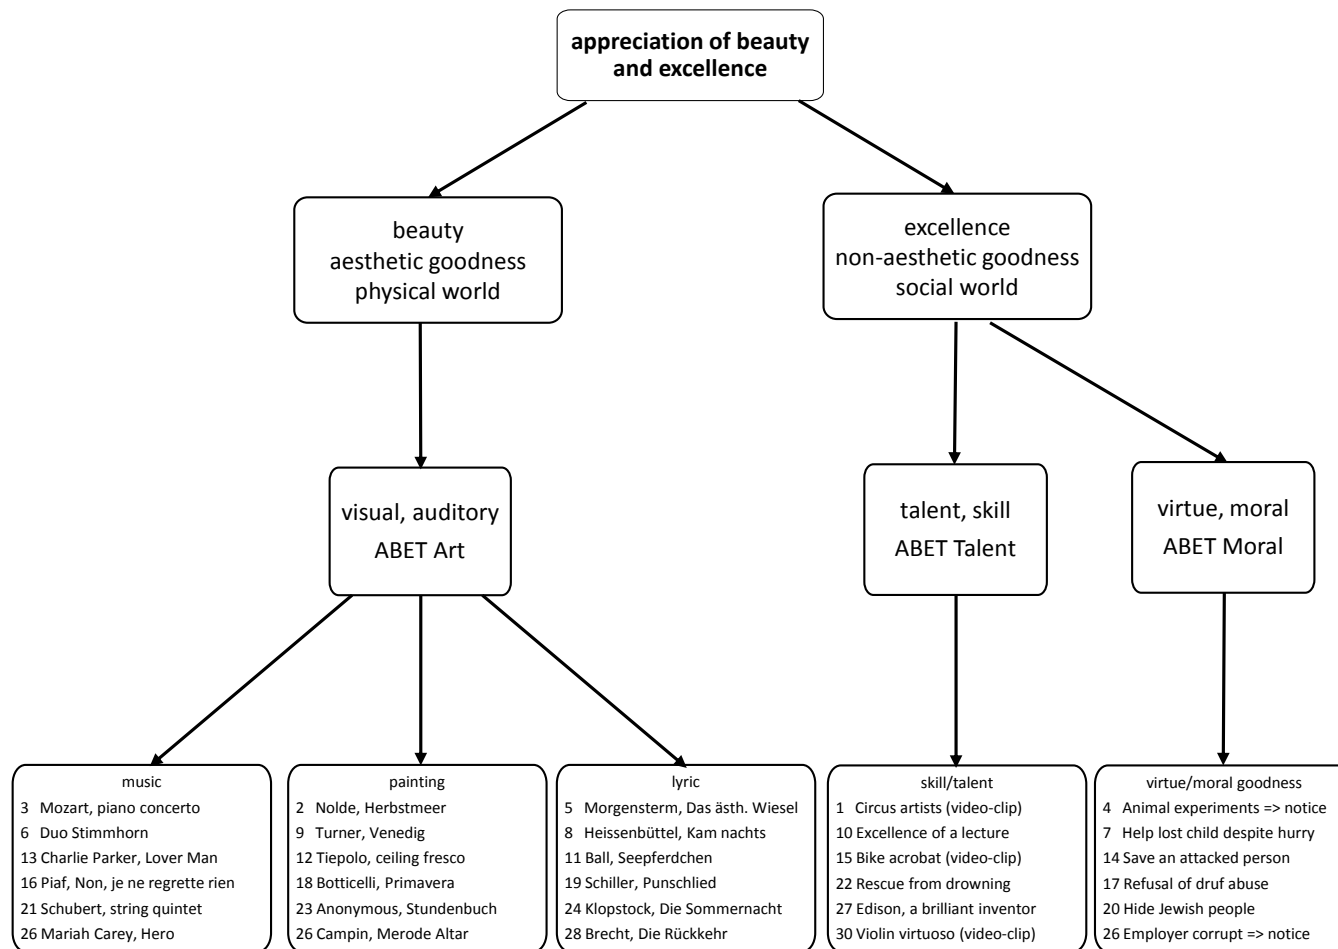 appreciation of beauty
and excellence
beauty
aesthetic goodness
physical world
excellence
non-aesthetic goodness
social world
visual, auditory
ABET Art
talent, skill
ABET Talent
virtue, moral
ABET Moral
music
3 Mozart, piano concerto
6 Duo Stimmhorn
13 Charlie Parker, Lover Man
16 Piaf, Non, je ne regrette rien
21 Schubert, string quintet
26 Mariah Carey, Hero
painting
2 Nolde, Herbstmeer
9 Turner, Venedig
12 Tiepolo, ceiling fresco
18 Botticelli, Primavera
23 Anonymous, Stundenbuch
26 Campin, Merode Altar
lyric
5 Morgensterm, Das ästh. Wiesel
8 Heissenbüttel, Kam nachts
11 Ball, Seepferdchen
19 Schiller, Punschlied
24 Klopstock, Die Sommernacht
28 Brecht, Die Rückkehr
skill/talent
1 Circus artists (video-clip)
10 Excellence of a lecture
15 Bike acrobat (video-clip)
22 Rescue from drowning
27 Edison, a brilliant inventor
30 Violin virtuoso (video-clip)
virtue/moral goodness
4 Animal experiments => notice
7 Help lost child despite hurry
14 Save an attacked person
17 Refusal of druf abuse
20 Hide Jewish people
26 Employer corrupt => notice